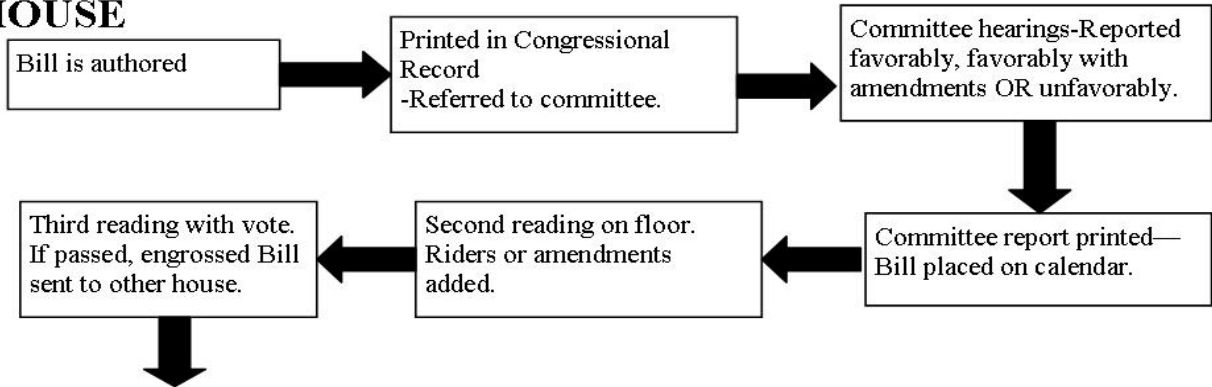 HOUSE
Bill is authored
Printed in Congressional
Record
-Referred to committee.
Committee hearings-Reported
favorably, favorably with
amendments OR unfavorably.
Third reading with vote.
If passed, engrossed Bill
sent to other house.
Second reading on floor.
Riders or amendments
added.
Committee report printed—
Bill placed on calendar.